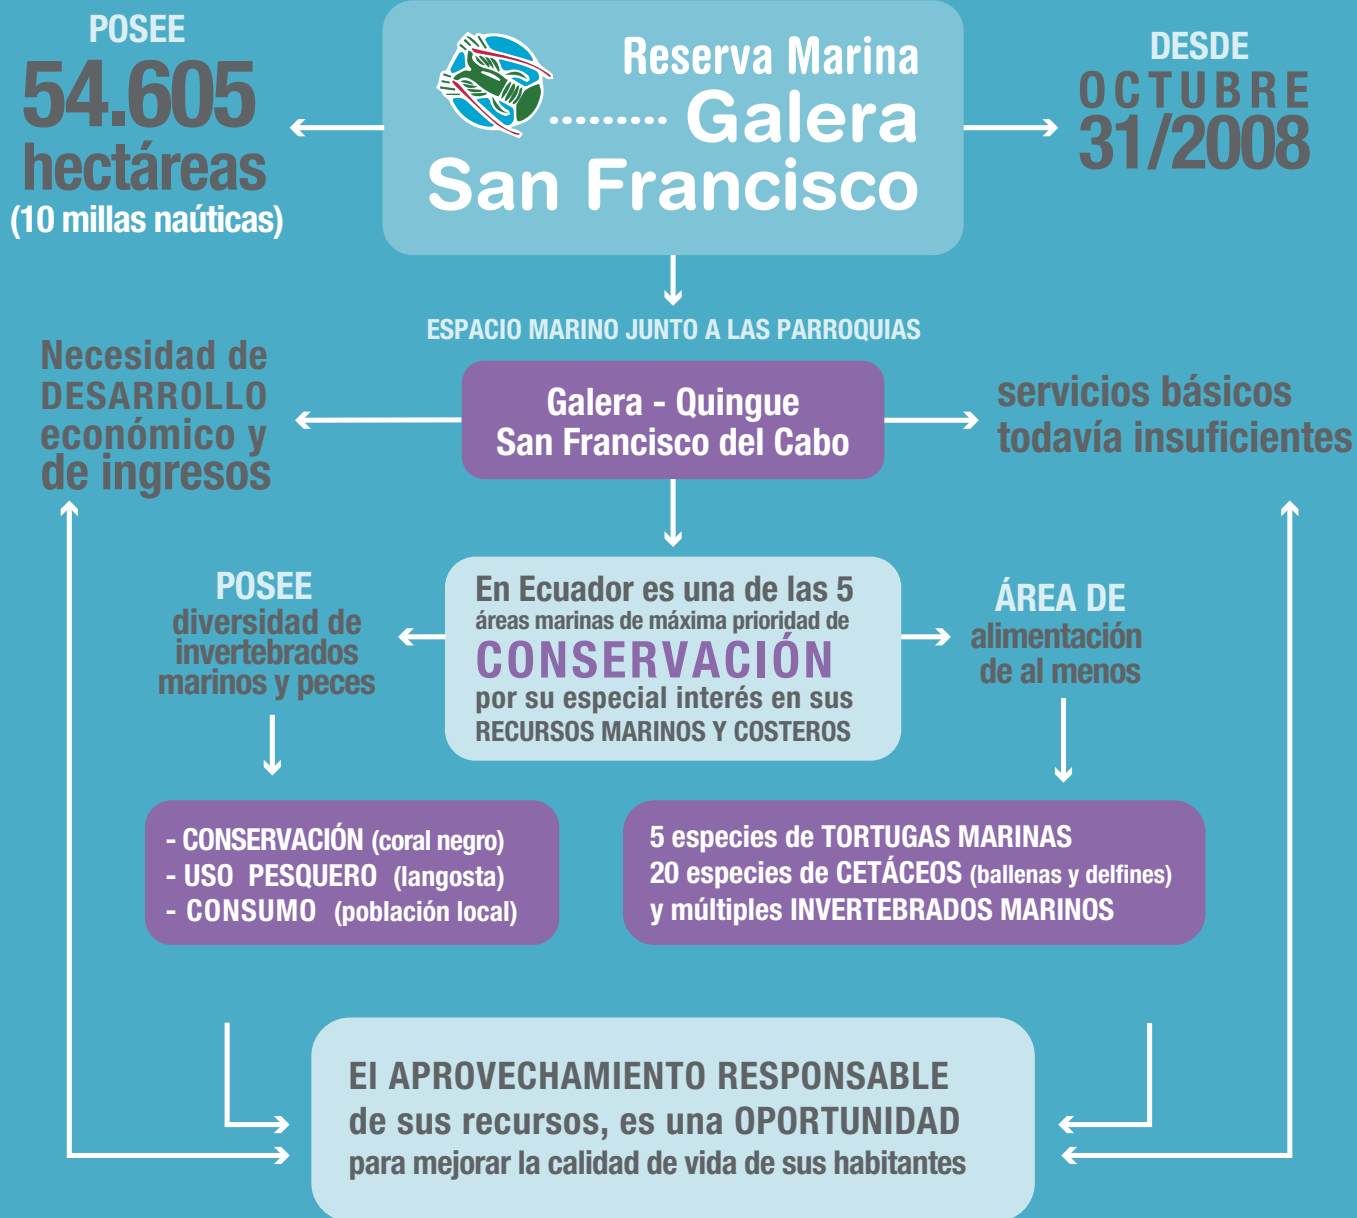 POSEE
54.605
hectáreas
(10 millas naúticas)
Reserva Marina
Galera
San Francisco
DESDE
OCTUBRE
31/2008
ESPACIO MARINO JUNTO A LAS PARROQUIAS
Necesidad de
DESARROLLO
económico y
de ingresos
Galera - Quingue
San Francisco del Cabo
servicios básicos
todavía insuficientes
POSEE
diversidad de
invertebrados
marinos y peces
En Ecuador es una de las 5
áreas marinas de máxima prioridad de
CONSERVACIÓN
por su especial interés en sus
RECURSOS MARINOS Y COSTEROS
ÁREA DE
alimentación
de al menos
- CONSERVACIÓN (coral negro)
- USO PESQUERO (langosta)
- CONSUMO (población local)
5 especies de TORTUGAS MARINAS
20 especies de CETÁCEOS (ballenas y delfines)
y múltiples INVERTEBRADOS MARINOS
El APROVECHAMIENTO RESPONSABLE
de sus recursos, es una OPORTUNIDAD
para mejorar la calidad de vida de sus habitantes